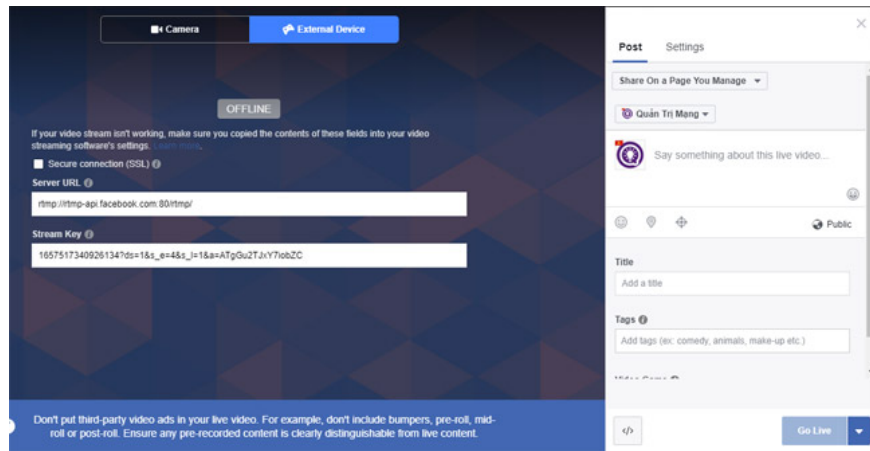 Camera
External Device
OFFLINE
If your video stream isn't working, make sure you copied the contents of these fields into your video
streaming software's settings. Learn more.
Secure connection (SSL)
Server URL
rtmp://rtmp-api.facebook.com:80/rtmp/
Stream Key
1657517340926134?ds=1&s_e=4&s_l=1&a=ATgGu2TJxY7iobZC
Don't put third-party video ads in your live video. For example, don't include bumpers, pre-roll, mid-
roll or post-roll. Ensure any pre-recorded content is clearly distinguishable from live content.
Post
Settings
Share On a Page You Manage
Quản Trị Mạng
Say something about this live video...
Public
Title
Add a title
Tags
Add tags (ex: comedy, animals, make-up etc.)
Go Live